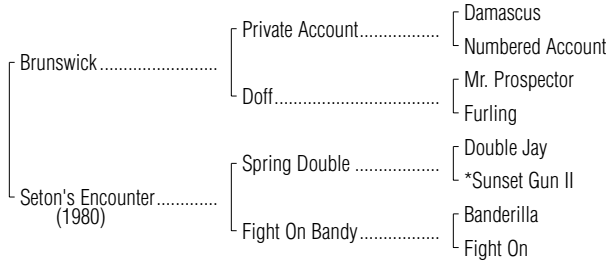 Damascus
Private Account
Numbered Account
Brunswick
Mr. Prospector
Doff
Furling
Double Jay
Spring Double
*Sunset Gun II
Seton's Encounter
(1980)
Banderilla
Fight On Bandy
Fight On